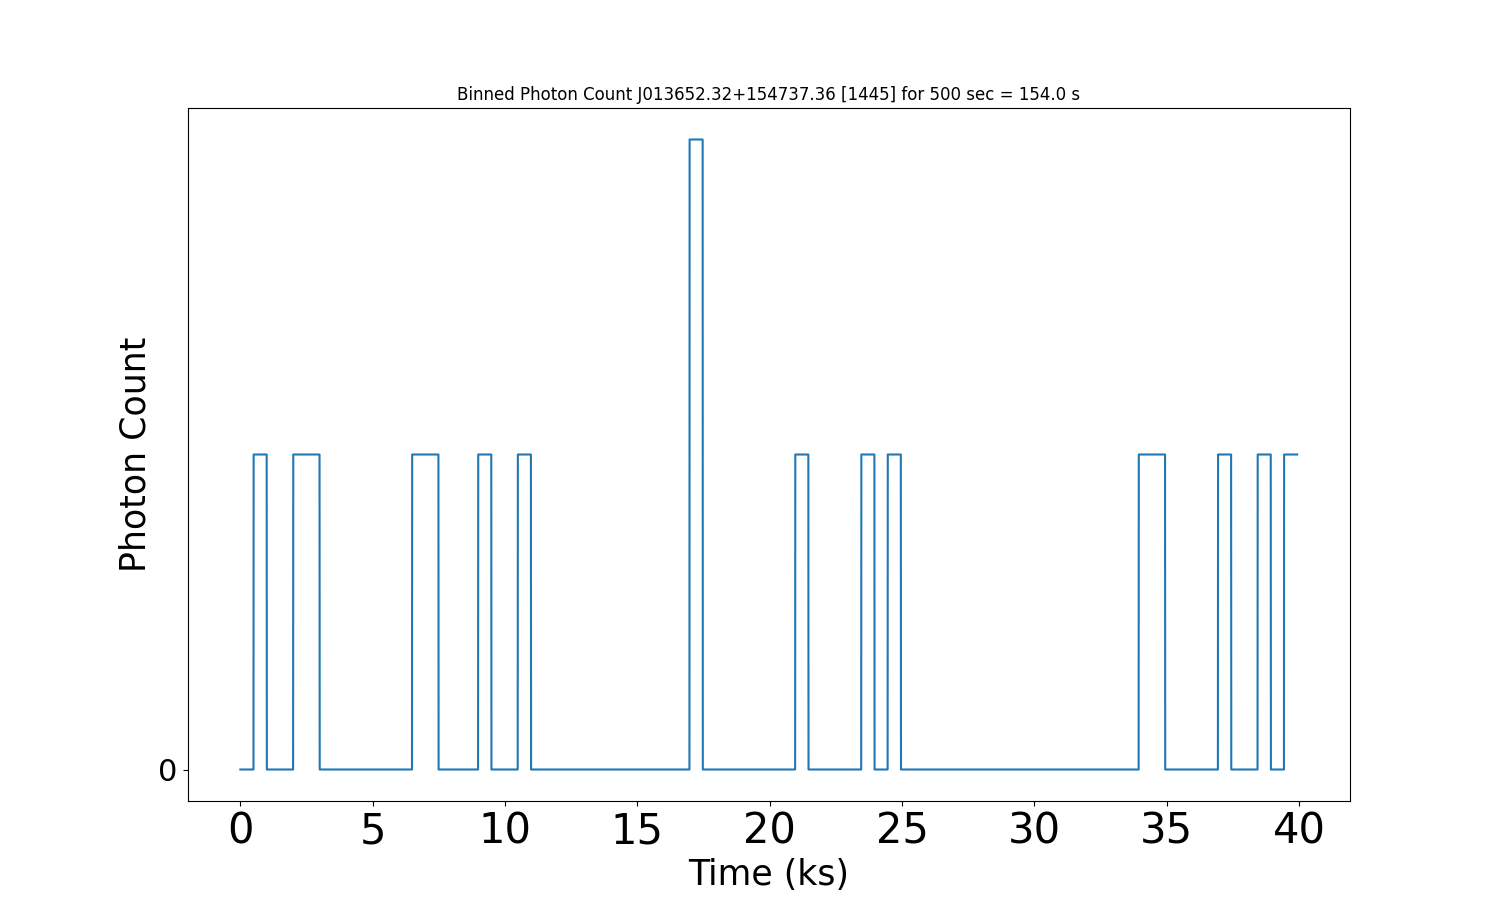 Binned Photon Count J013652.32+154737.36 [1445] for 500 sec = 154.0 s
Photon Count
0
0 5 10 15 20 25 30 35 40
Time (ks)